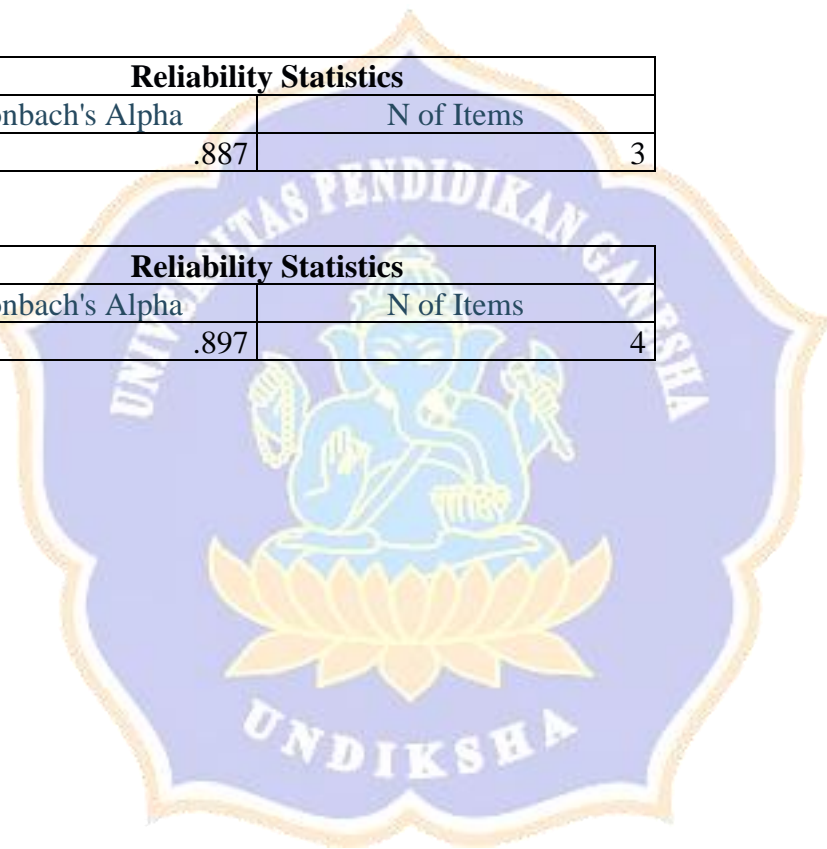 Reliability Statistics
onbach's Alpha N of Items
.887 3
Reliability Statistics
onbach's Alpha N of Items
.897 4
UNIVERSITAS PENDIDIKAN GANESHA
UNDIKSHA